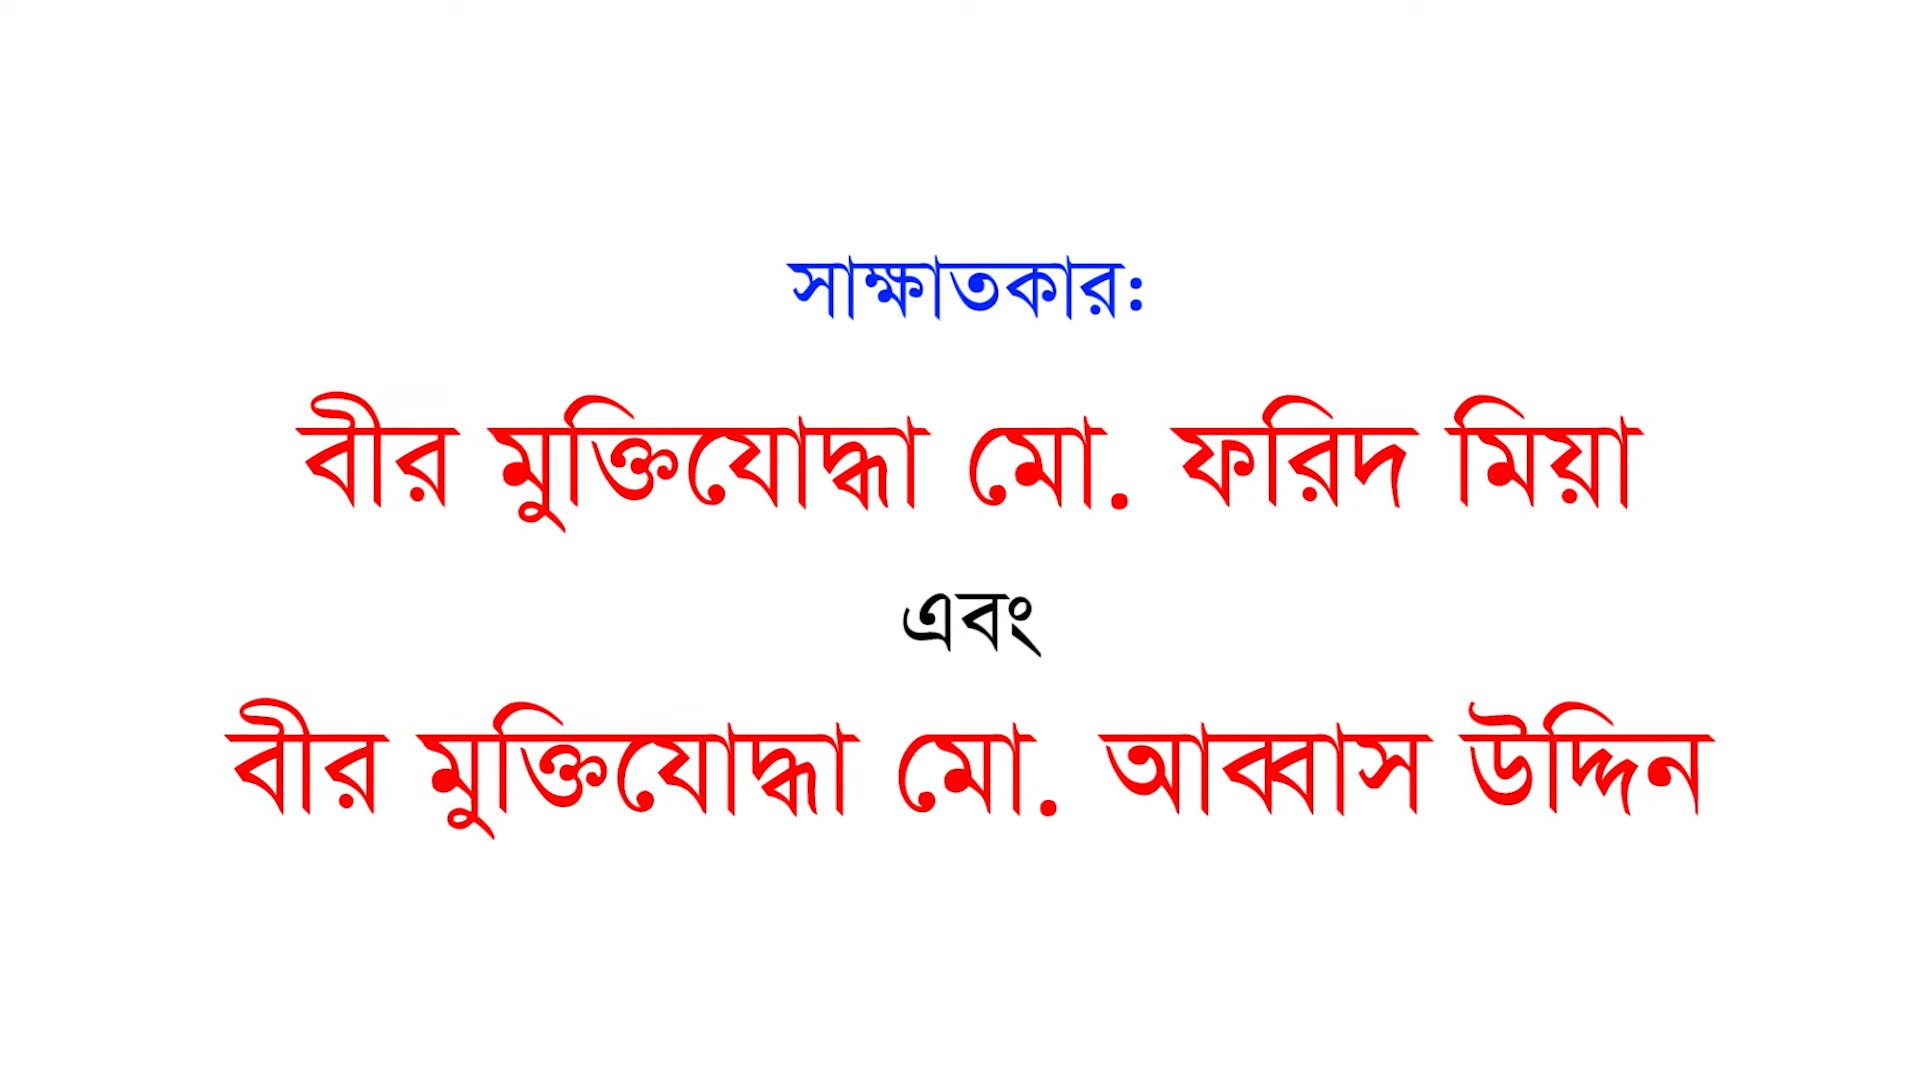 সাক্ষাতকার:
বীর মুক্তিযোদ্ধা মো. ফরিদ মিয়া
এবং
বীর মুক্তিযোদ্ধা মো. আব্বাস উদ্দিন